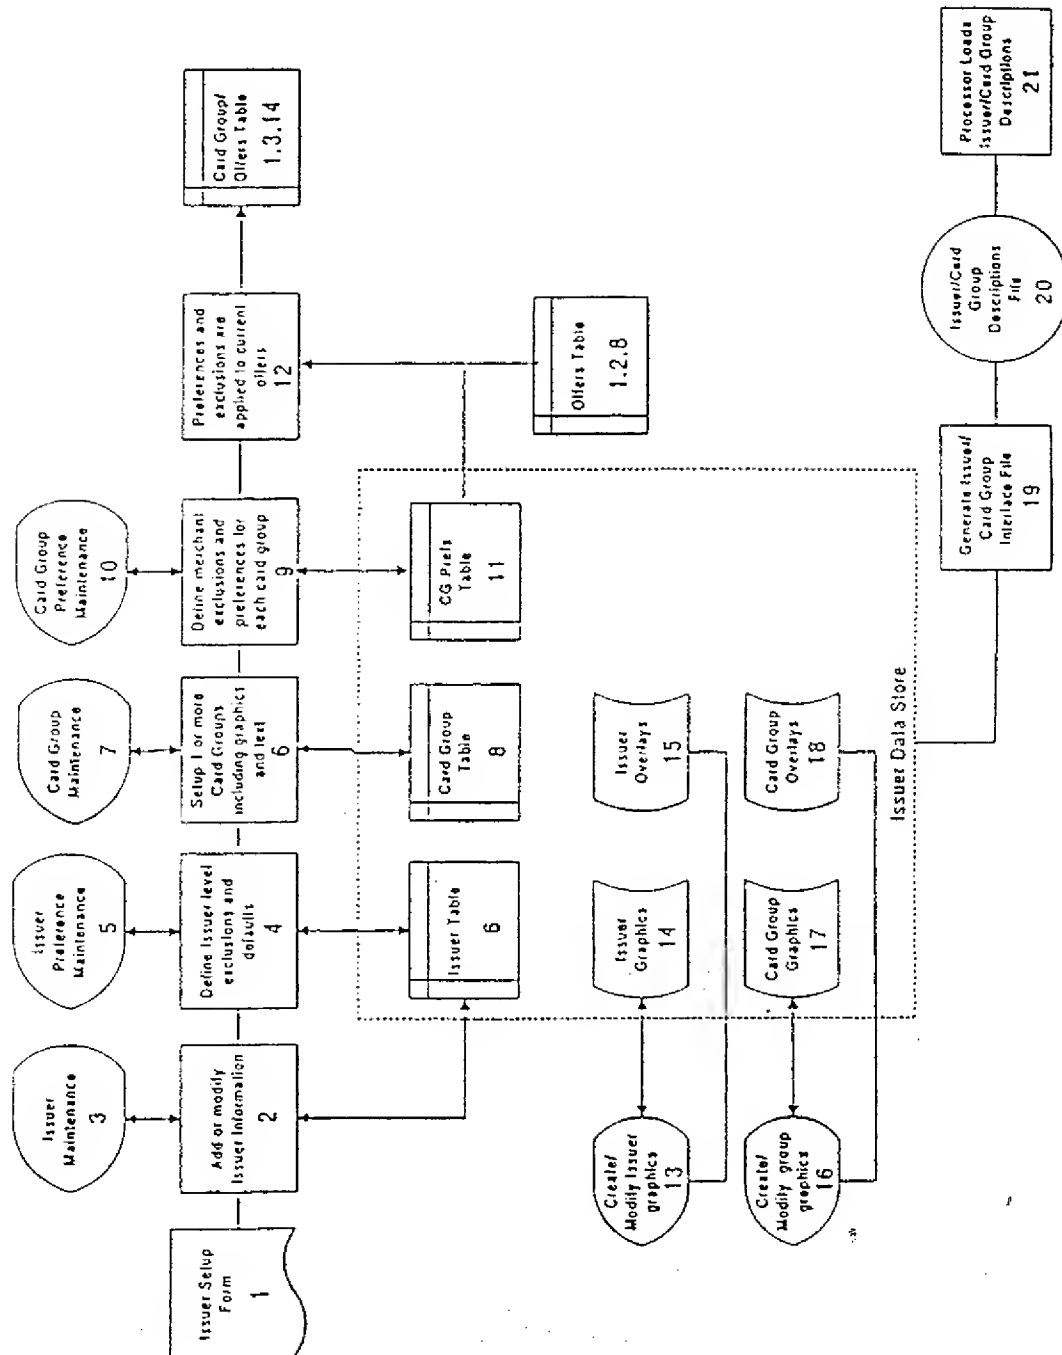 Issuer Setup
Form
1
Issuer
Maintenance
3
Add or modify
Issuer Information
2
Issuer
Preference
Maintenance
5
Define Issuer level
exclusions and
defaults
4
Issuer Table
6
Card Group
Maintenance
7
Setup 1 or more
Card Groups
including graphics
and text
6
Card Group
Table
8
Card Group
Preference
Maintenance
10
Define merchant
exclusions and
preferences for
each card group
9
CG Prefs
Table
11
Preferences and
exclusions are
applied to current
offers
12
Offers Table
1.2.8
Card Group/
Offers Table
1.3.14
Create/
Modify Issuer
graphics
13
Issuer
Graphics
14
Issuer
Overlays
15
Create/
Modify group
graphics
16
Card Group
Graphics
17
Card Group
Overlays
18
Issuer Data Store
Generate Issuer/
Card Group
Interface File
19
Issuer/Card
Group
Descriptions
File
20
Processor Loads
Issuer/Card Group
Descriptions
21